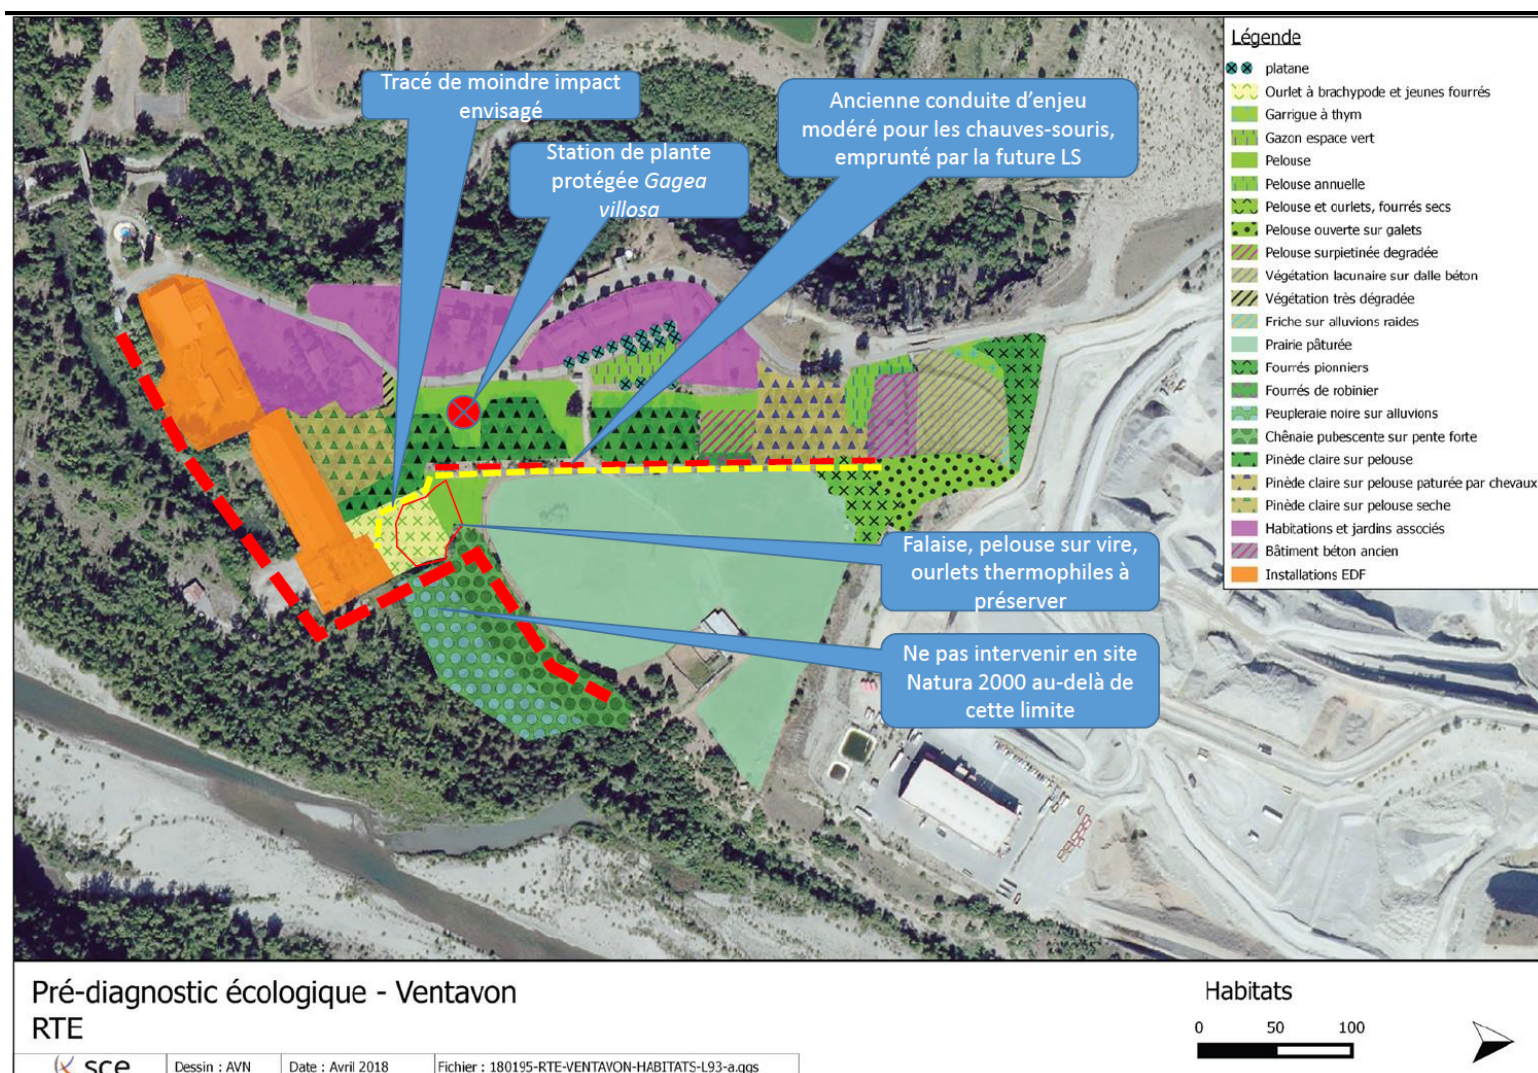 Tracé de moindre impact
envisagé
Station de plante
protégée Gagea
villosa
Ancienne conduite d'enjeu
modéré pour les chauves-souris,
emprunté par la future LS
Falaise, pelouse sur vire,
ourlets thermophiles à
préserver
Ne pas intervenir en site
Natura 2000 au-delà de
cette limite
Légende
platane
Ourlet à brachypode et jeunes fourrés
Garrigue à thym
Gazon espace vert
Pelouse
Pelouse annuelle
Pelouse et ourlets, fourrés secs
Pelouse ouverte sur galets
Pelouse surpietinée degradée
Végétation lacunaire sur dalle béton
Végétation très dégradée
Friche sur alluvions raides
Prairie pâturée
Fourrés pionniers
Fourrés de robinier
Peupleraie noire sur alluvions
Chênaie pubescente sur pente forte
Pinède claire sur pelouse
Pinède claire sur pelouse paturée par chevaux
Pinède claire sur pelouse seche
Habitations et jardins associés
Bâtiment béton ancien
Installations EDF
Pré-diagnostic écologique - Ventavon
RTE
Habitats
0 50 100
sce
Dessin : AVN
Date : Avril 2018
Fichier : 180195-RTE-VENTAVON-HABITATS-L93-a.qgs